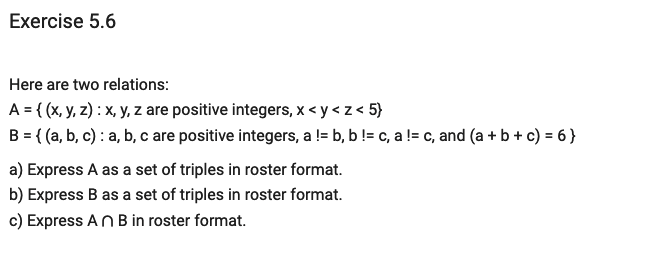 Exercise 5.6
Here are two relations:
A = { (x, y, z) : x, y, z are positive integers, x < y < z < 5}
B = { (a, b, c) : a, b, c are positive integers, a != b, b != c, a != c, and (a + b + c) = 6 }
a) Express A as a set of triples in roster format.
b) Express B as a set of triples in roster format.
c) Express A ∩ B in roster format.